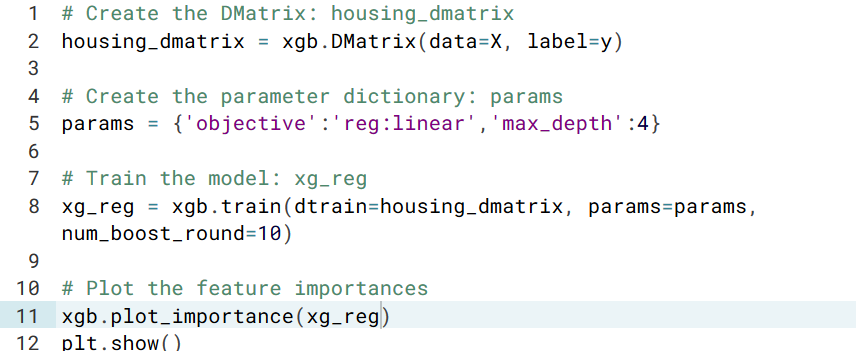 1 # Create the DMatrix: housing_dmatrix
2 housing_dmatrix = xgb.DMatrix(data=X, label=y)
3
4 # Create the parameter dictionary: params
5 params = {'objective':'reg:linear','max_depth':4}
6
7 # Train the model: xg_reg
8 xg_reg = xgb.train(dtrain=housing_dmatrix, params=params,
num_boost_round=10)
9
10 # Plot the feature importances
11 xgb.plot_importance(xg_reg)
12 plt.show()